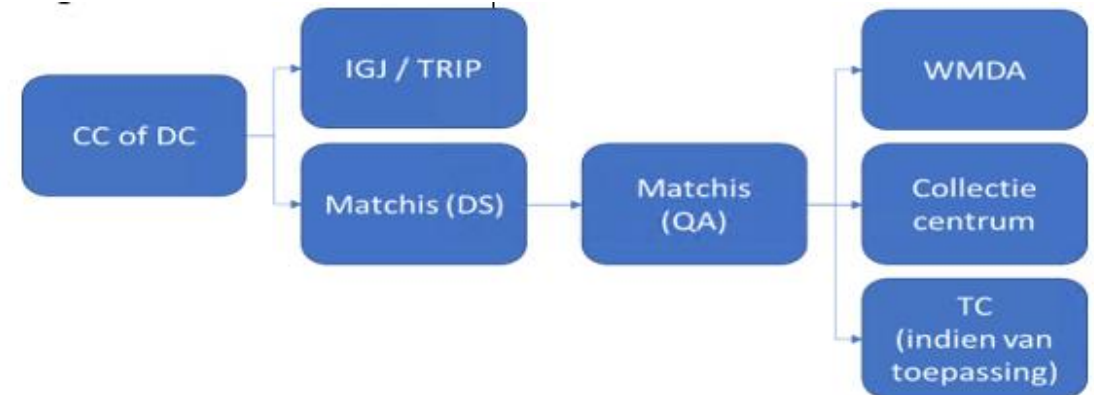 CC of DC
IGJ / TRIP
Matchis (DS)
Matchis
(QA)
WMDA
Collectie
centrum
TC
(indien van
toepassing)